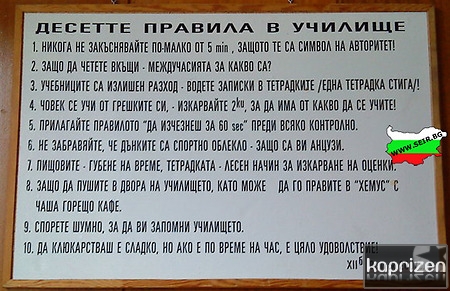 ДЕСЕТТЕ ПРАВИЛА В УЧИЛИЩЕ
1. НИКОГА НЕ ЗАКЪСНЯВАЙТЕ ПО-МАЛКО ОТ 5 min , ЗАЩОТО ТЕ СА СИМВОЛ НА АВТОРИТЕТ!
2. ЗАЩО ДА ЧЕТЕТЕ ВКЪЩИ - МЕЖДУЧАСИЯТА ЗА КАКВО СА?
3. УЧЕБНИЦИТЕ СА ИЗЛИШЕН РАЗХОД - ВОДЕТЕ ЗАПИСКИ В ТЕТРАДКИТЕ /ЕДНА ТЕТРАДКА СТИГА/!
4. ЧОВЕК СЕ УЧИ ОТ ГРЕШКИТЕ СИ, - ИЗКАРВАЙТЕ 2ки, ЗА ДА ИМА ОТ КАКВО ДА СЕ УЧИТЕ!
5. ПРИЛАГАЙТЕ ПРАВИЛОТО "ДА ИЗЧЕЗНЕШ ЗА 60 sec" ПРЕДИ ВСЯКО КОНТРОЛНО.
6. НЕ ЗАБРАВЯЙТЕ, ЧЕ ДЪНКИТЕ СА СПОРТНО ОБЛЕКЛО - ЗАЩО СА ВИ АНЦУЗИ.
WWW.SEIR.BG
7. ПИЩОВИТЕ - ГУБЕНЕ НА ВРЕМЕ, ТЕТРАДКАТА - ЛЕСЕН НАЧИН ЗА ИЗКАРВАНЕ НА ОЦЕНКИ.
8. ЗАЩО ДА ПУШИТЕ В ДВОРА НА УЧИЛИЩЕТО, КАТО МОЖЕ ДА ГО ПРАВИТЕ В "ХЕМУС" С
ЧАША ГОРЕЩО КАФЕ.
9. СПОРЕТЕ ШУМНО, ЗА ДА ВИ ЗАПОМНИ УЧИЛИЩЕТО.
10. ДА КЛЮКАРСТВАШ Е СЛАДКО, НО АКО Е ПО ВРЕМЕ НА ЧАС, Е ЦЯЛО УДОВОЛСТВИЕ!
XIIб
kaprizen